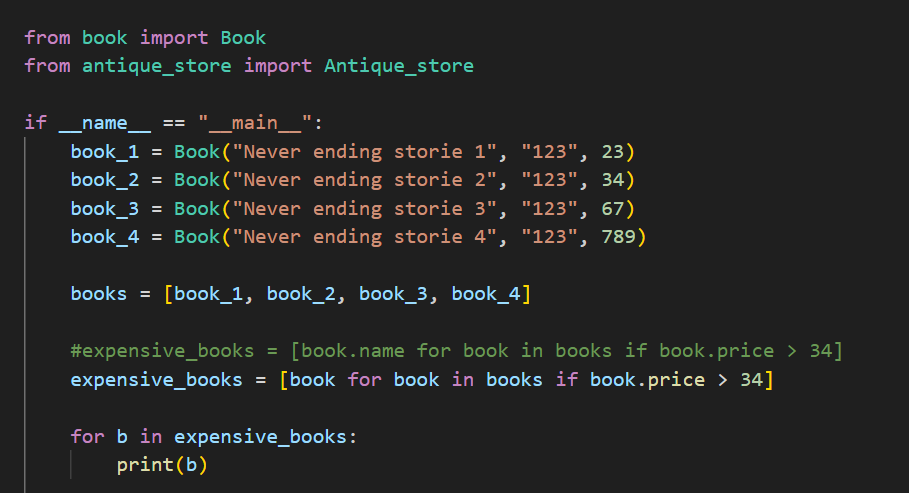 from book import Book
from antique_store import Antique_store
if __name__ == "__main__":
    book_1 = Book("Never ending storie 1", "123", 23)
    book_2 = Book("Never ending storie 2", "123", 34)
    book_3 = Book("Never ending storie 3", "123", 67)
    book_4 = Book("Never ending storie 4", "123", 789)
    books = [book_1, book_2, book_3, book_4]
    #expensive_books = [book.name for book in books if book.price > 34]
    expensive_books = [book for book in books if book.price > 34]
    for b in expensive_books:
        print(b)